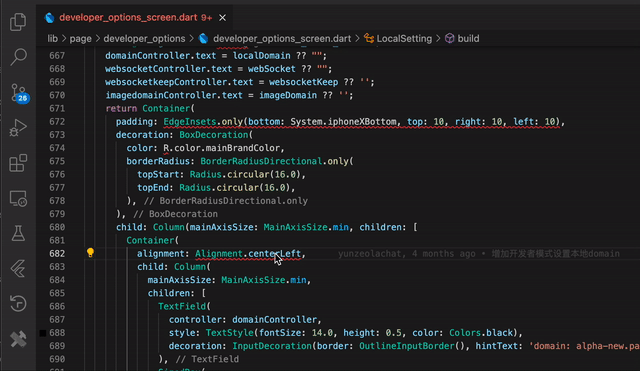 developer_options_screen.dart 9+
lib > page > developer_options > developer_options_screen.dart > LocalSetting > build
667 domainController.text = localDomain ?? "";
668 websocketController.text = webSocket ?? "";
669 websocketkeepController.text = websocketKeep ?? '';
670 imagedomainController.text = imageDomain ?? '';
671 return Container(
672 padding: EdgeInsets.only(bottom: System.iphoneXBottom, top: 10, right: 10, left: 10),
673 decoration: BoxDecoration(
674 color: R.color.mainBrandColor,
675 borderRadius: BorderRadiusDirectional.only(
676 topStart: Radius.circular(16.0),
677 topEnd: Radius.circular(16.0),
678 ), // BorderRadiusDirectional.only
679 ), // BoxDecoration
680 child: Column(mainAxisSize: MainAxisSize.min, children: [
681 Container(
682 alignment: Alignment.centerLeft, yunzeolachat, 4 months ago • 增加开发者模式设置本地domain
683 child: Column(
684 mainAxisSize: MainAxisSize.min,
685 children: [
686 TextField(
687 controller: domainController,
688 style: TextStyle(fontSize: 14.0, height: 0.5, color: Colors.black),
689 decoration: InputDecoration(border: OutlineInputBorder(), hintText: 'domain: alpha-new.pa
690 ), // TextField
26